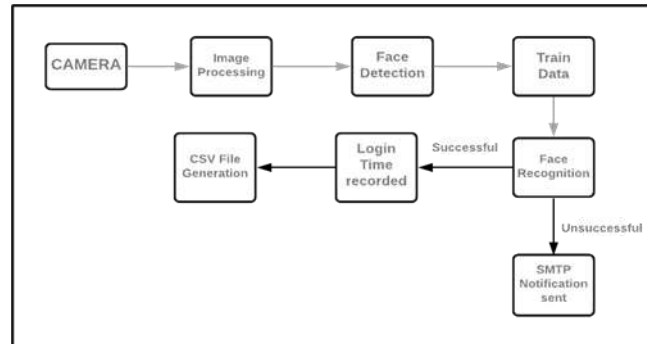 CAMERA
Image
Processing
Face
Detection
Train
Data
CSV File
Generation
Login
Time
recorded
Successful
Face
Recognition
Unsuccessful
SMTP
Notification
sent